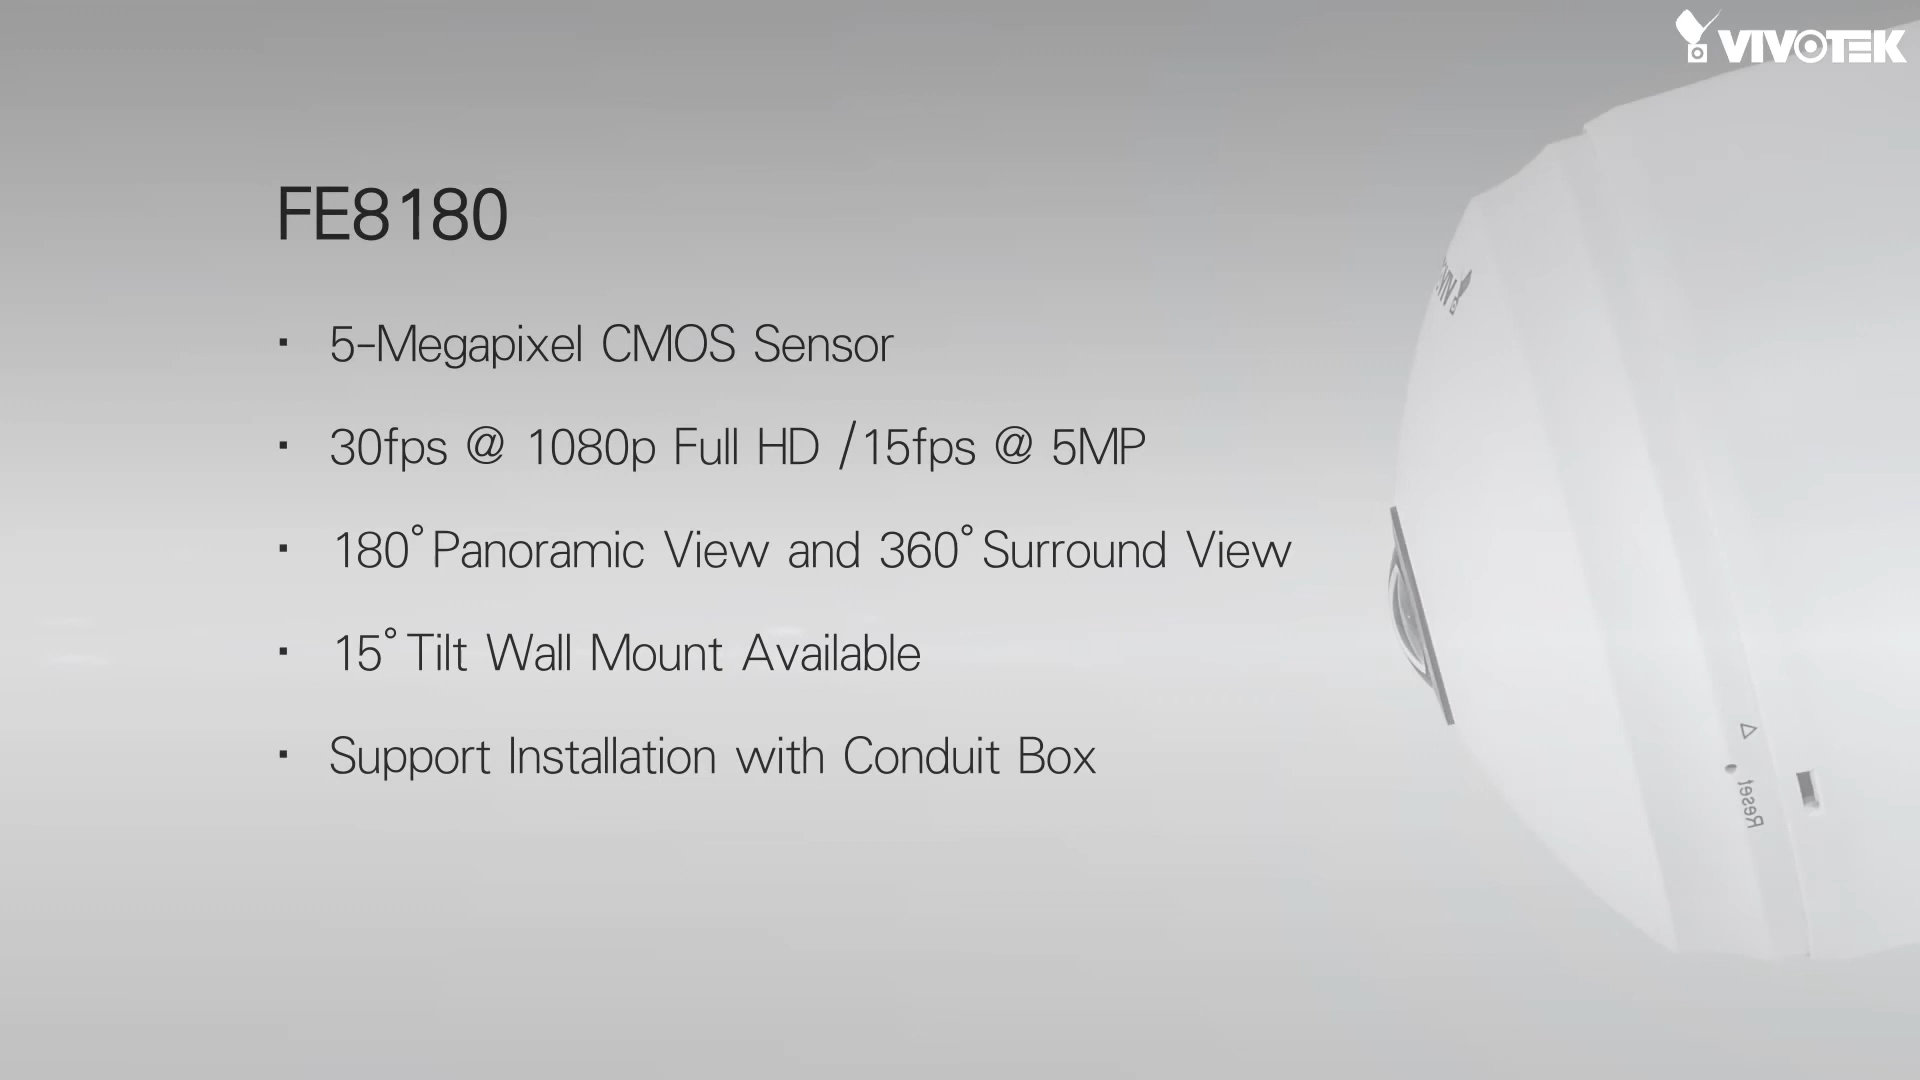 VIVOTEK
FE8180
· 5-Megapixel CMOS Sensor
· 30fps @ 1080p Full HD /15fps @ 5MP
· 180° Panoramic View and 360° Surround View
· 15° Tilt Wall Mount Available
· Support Installation with Conduit Box
Reset